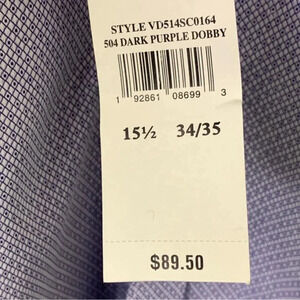 STYLE VD514SC0164
504 DARK PURPLE DOBBY
1 92861 08699 3
15½ 34/35
$89.50